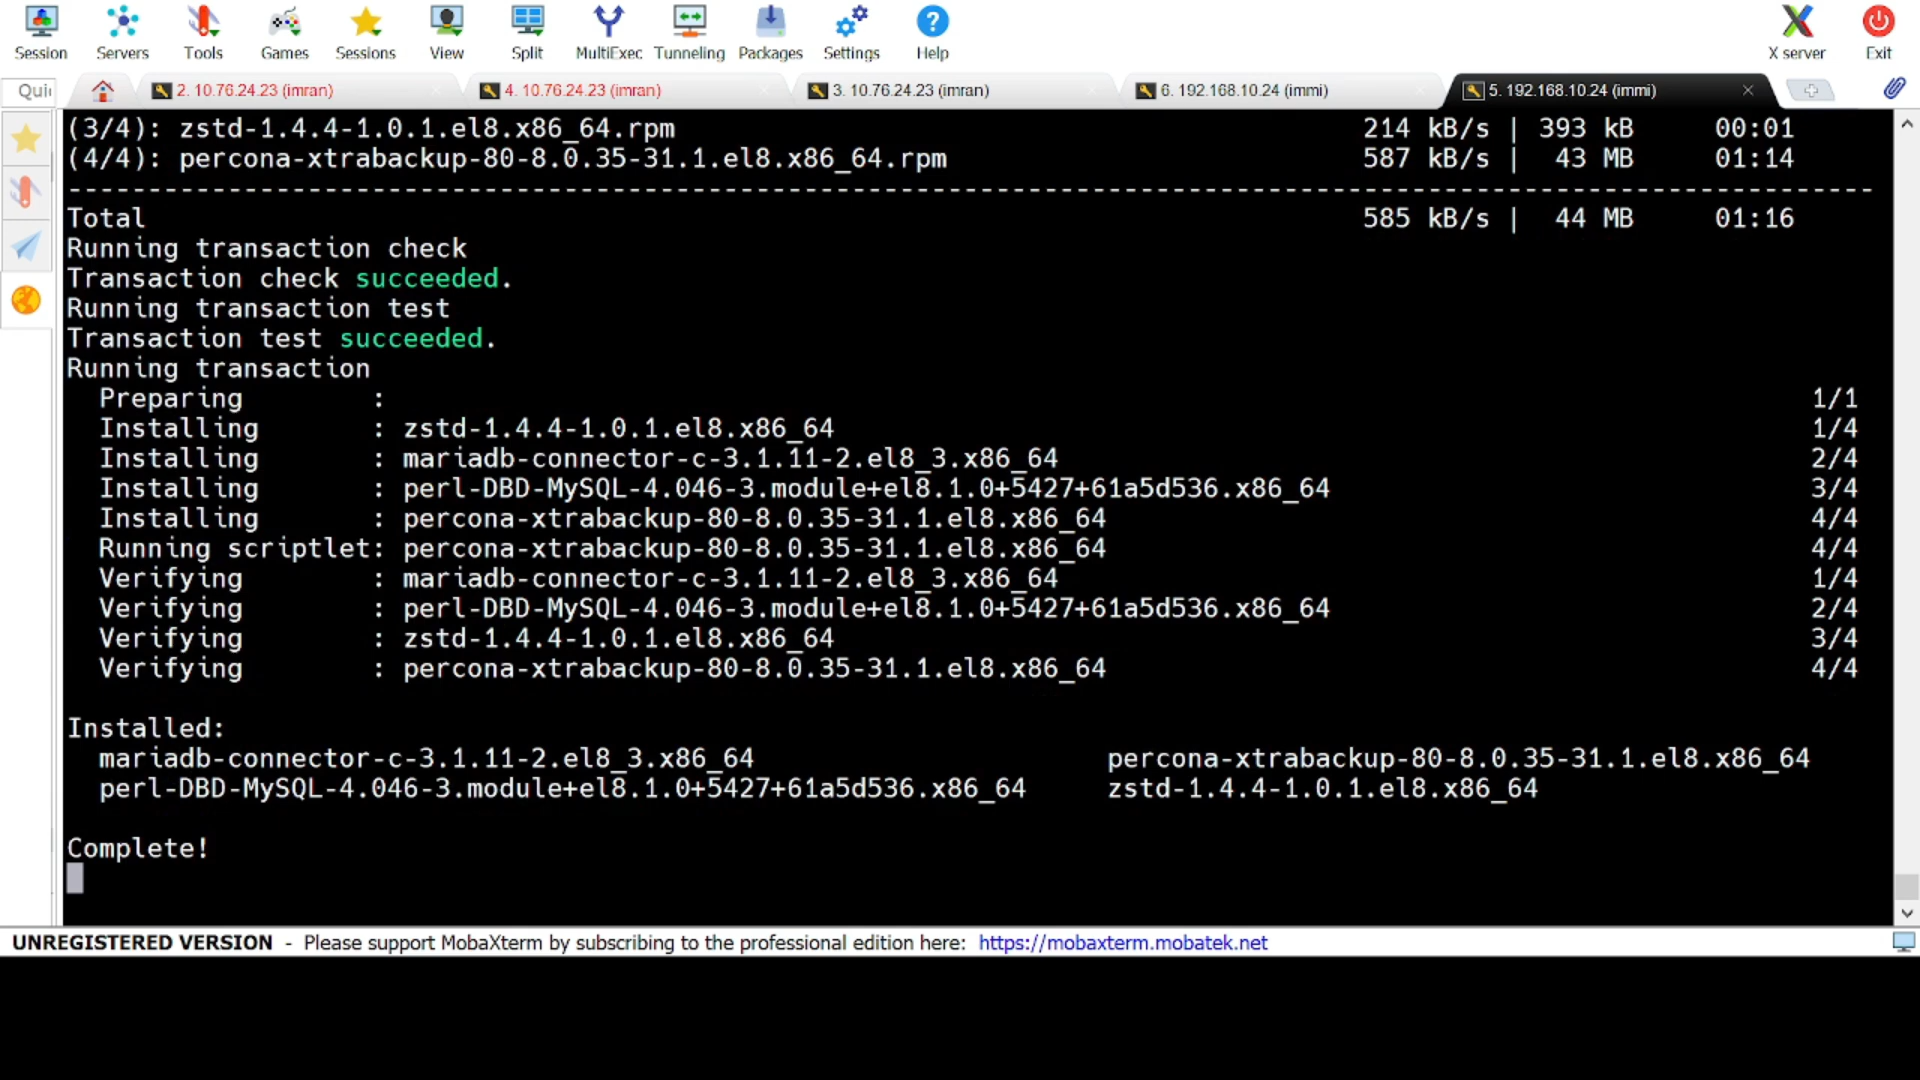 Session Servers Tools Games Sessions View Split MultiExec Tunneling Packages Settings Help X server Exit
Qui 2. 10.76.24.23 (imran) 4. 10.76.24.23 (imran) 3. 10.76.24.23 (imran) 6. 192.168.10.24 (immi) 5. 192.168.10.24 (immi)
(3/4): zstd-1.4.4-1.0.1.el8.x86_64.rpm 214 kB/s | 393 kB 00:01
(4/4): percona-xtrabackup-80-8.0.35-31.1.el8.x86_64.rpm 587 kB/s | 43 MB 01:14
--------------------------------------------------------------------------------
Total 585 kB/s | 44 MB 01:16
Running transaction check
Transaction check succeeded.
Running transaction test
Transaction test succeeded.
Running transaction
Preparing : 1/1
Installing : zstd-1.4.4-1.0.1.el8.x86_64 1/4
Installing : mariadb-connector-c-3.1.11-2.el8_3.x86_64 2/4
Installing : perl-DBD-MySQL-4.046-3.module+el8.1.0+5427+61a5d536.x86_64 3/4
Installing : percona-xtrabackup-80-8.0.35-31.1.el8.x86_64 4/4
Running scriptlet: percona-xtrabackup-80-8.0.35-31.1.el8.x86_64 4/4
Verifying : mariadb-connector-c-3.1.11-2.el8_3.x86_64 1/4
Verifying : perl-DBD-MySQL-4.046-3.module+el8.1.0+5427+61a5d536.x86_64 2/4
Verifying : zstd-1.4.4-1.0.1.el8.x86_64 3/4
Verifying : percona-xtrabackup-80-8.0.35-31.1.el8.x86_64 4/4
Installed:
mariadb-connector-c-3.1.11-2.el8_3.x86_64 percona-xtrabackup-80-8.0.35-31.1.el8.x86_64
perl-DBD-MySQL-4.046-3.module+el8.1.0+5427+61a5d536.x86_64 zstd-1.4.4-1.0.1.el8.x86_64
Complete!
UNREGISTERED VERSION - Please support MobaXterm by subscribing to the professional edition here: https://mobaxterm.mobatek.net